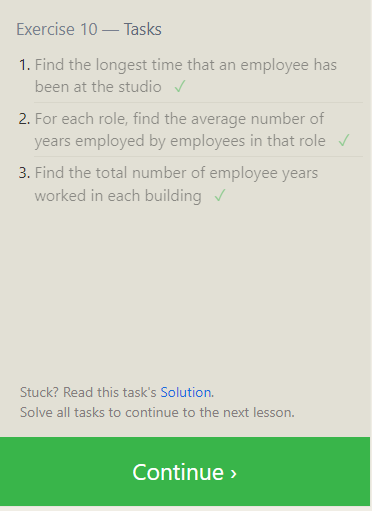 Exercise 10 — Tasks
1. Find the longest time that an employee has
been at the studio ✓
2. For each role, find the average number of
years employed by employees in that role ✓
3. Find the total number of employee years
worked in each building ✓
Stuck? Read this task's Solution.
Solve all tasks to continue to the next lesson.
Continue ›